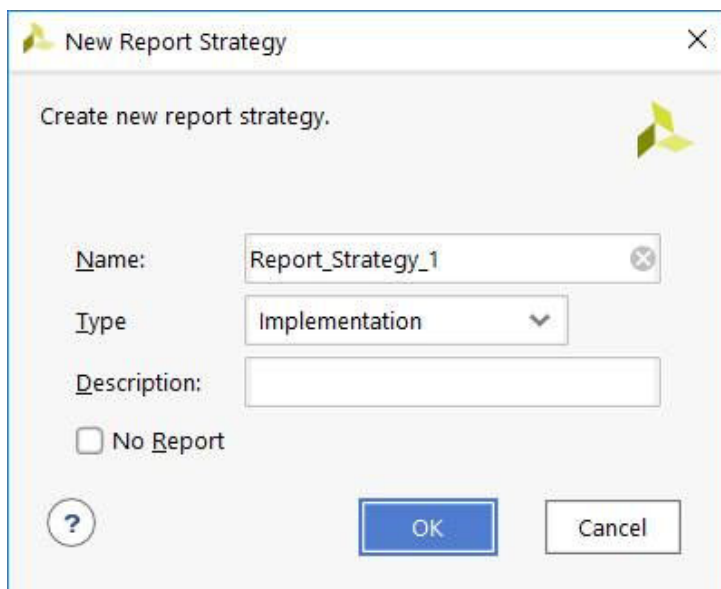 New Report Strategy
Create new report strategy.
Name: Report_Strategy_1
Type Implementation
Description:
No Report
? OK Cancel